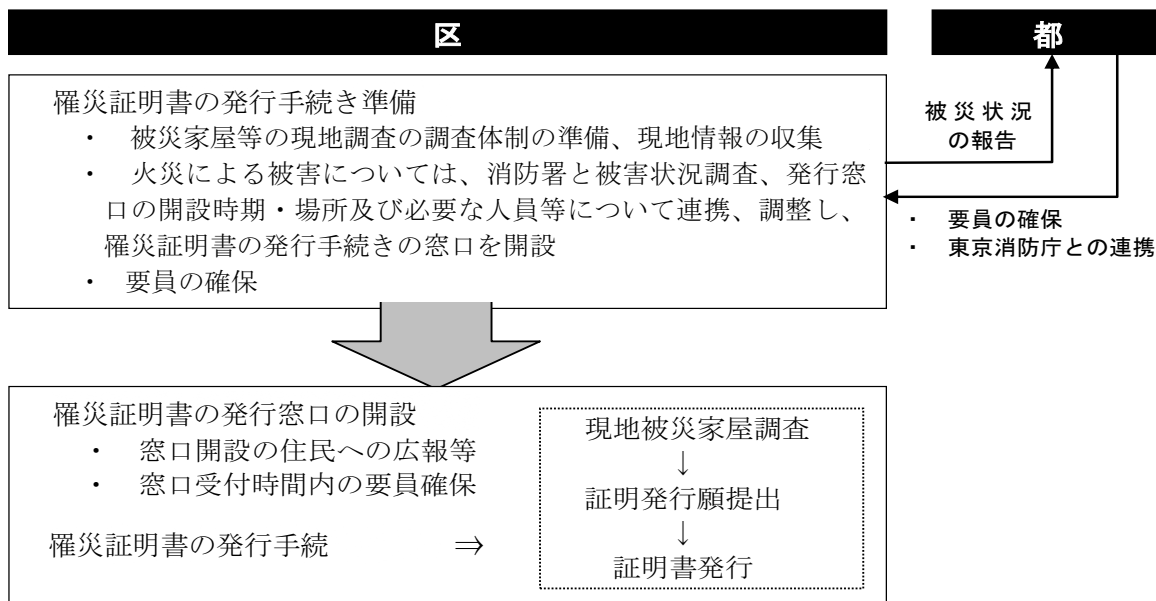 区
都
罹災証明書の発行手続き準備
・ 被災家屋等の現地調査の調査体制の準備、現地情報の収集
・ 火災による被害については、消防署と被害状況調査、発行窓
口の開設時期・場所及び必要な人員等について連携、調整し、
罹災証明書の発行手続きの窓口を開設
・ 要員の確保
被災状況
の報告
・ 要員の確保
・ 東京消防庁との連携
罹災証明書の発行窓口の開設
・ 窓口開設の住民への広報等
・ 窓口受付時間内の要員確保
罹災証明書の発行手続 ⇒
現地被災家屋調査
↓
証明発行願提出
↓
証明書発行